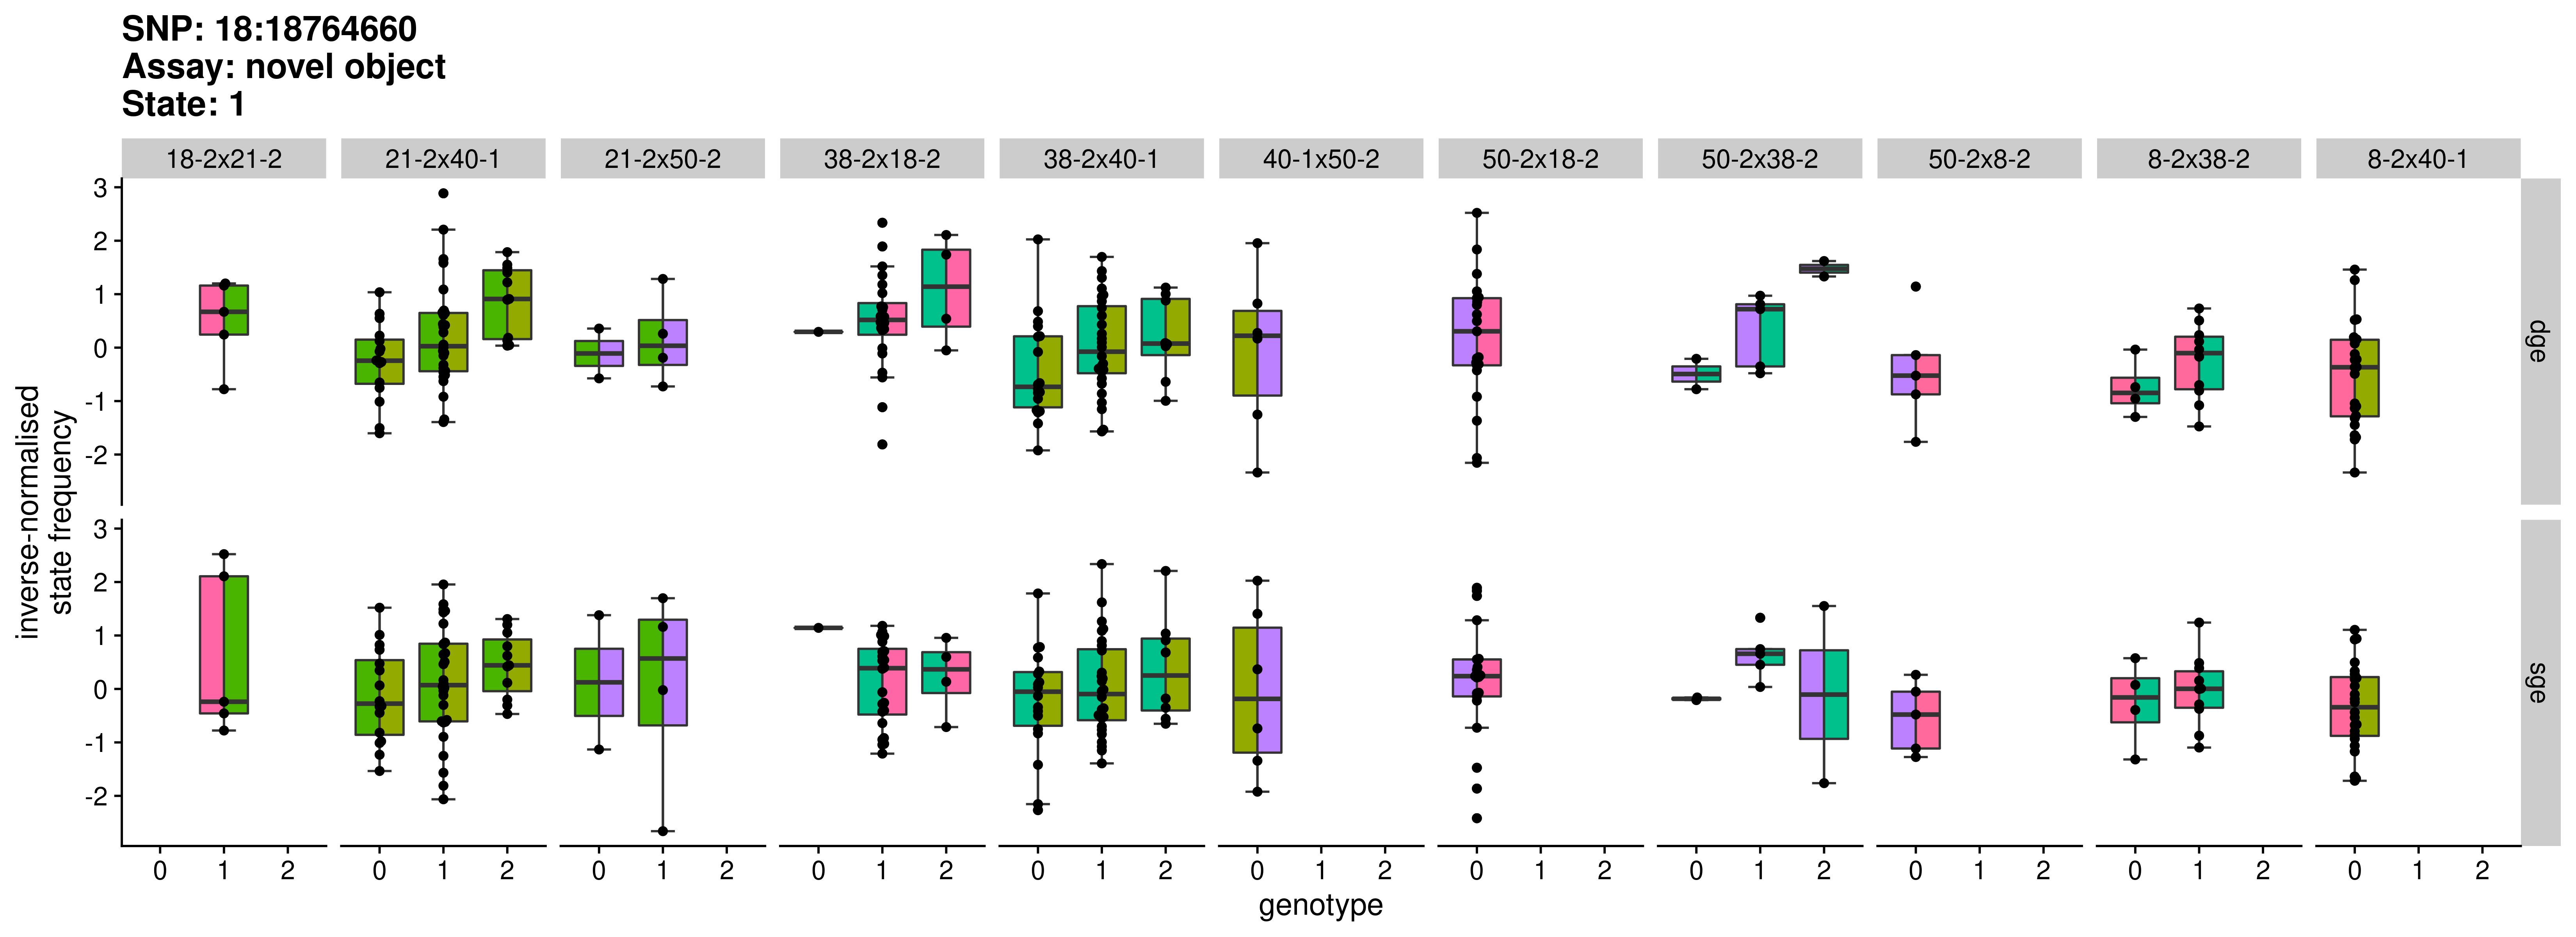 SNP: 18:18764660
Assay: novel object
State: 1
18-2x21-2 21-2x40-1 21-2x50-2 38-2x18-2 38-2x40-1 40-1x50-2 50-2x18-2 50-2x38-2 50-2x8-2 8-2x38-2 8-2x40-1
3
2
1
0
-1
-2
dge
3
2
1
0
-1
-2
sge
inverse-normalised
state frequency
0 1 2 0 1 2 0 1 2 0 1 2 0 1 2 0 1 2 0 1 2 0 1 2 0 1 2 0 1 2 0 1 2
genotype